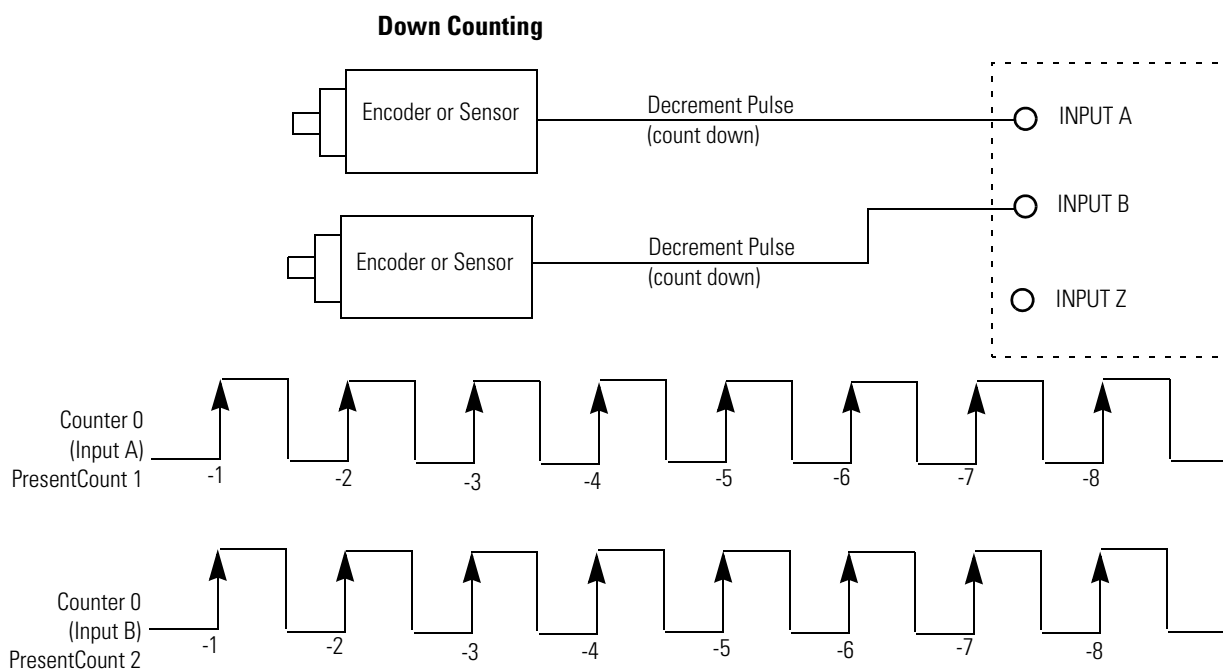 Down Counting
Encoder or Sensor
Decrement Pulse
(count down)
INPUT A
INPUT B
Encoder or Sensor
Decrement Pulse
(count down)
INPUT Z
Counter 0
(Input A)
PresentCount 1
-1 -2 -3 -4 -5 -6 -7 -8
Counter 0
(Input B)
PresentCount 2
-1 -2 -3 -4 -5 -6 -7 -8